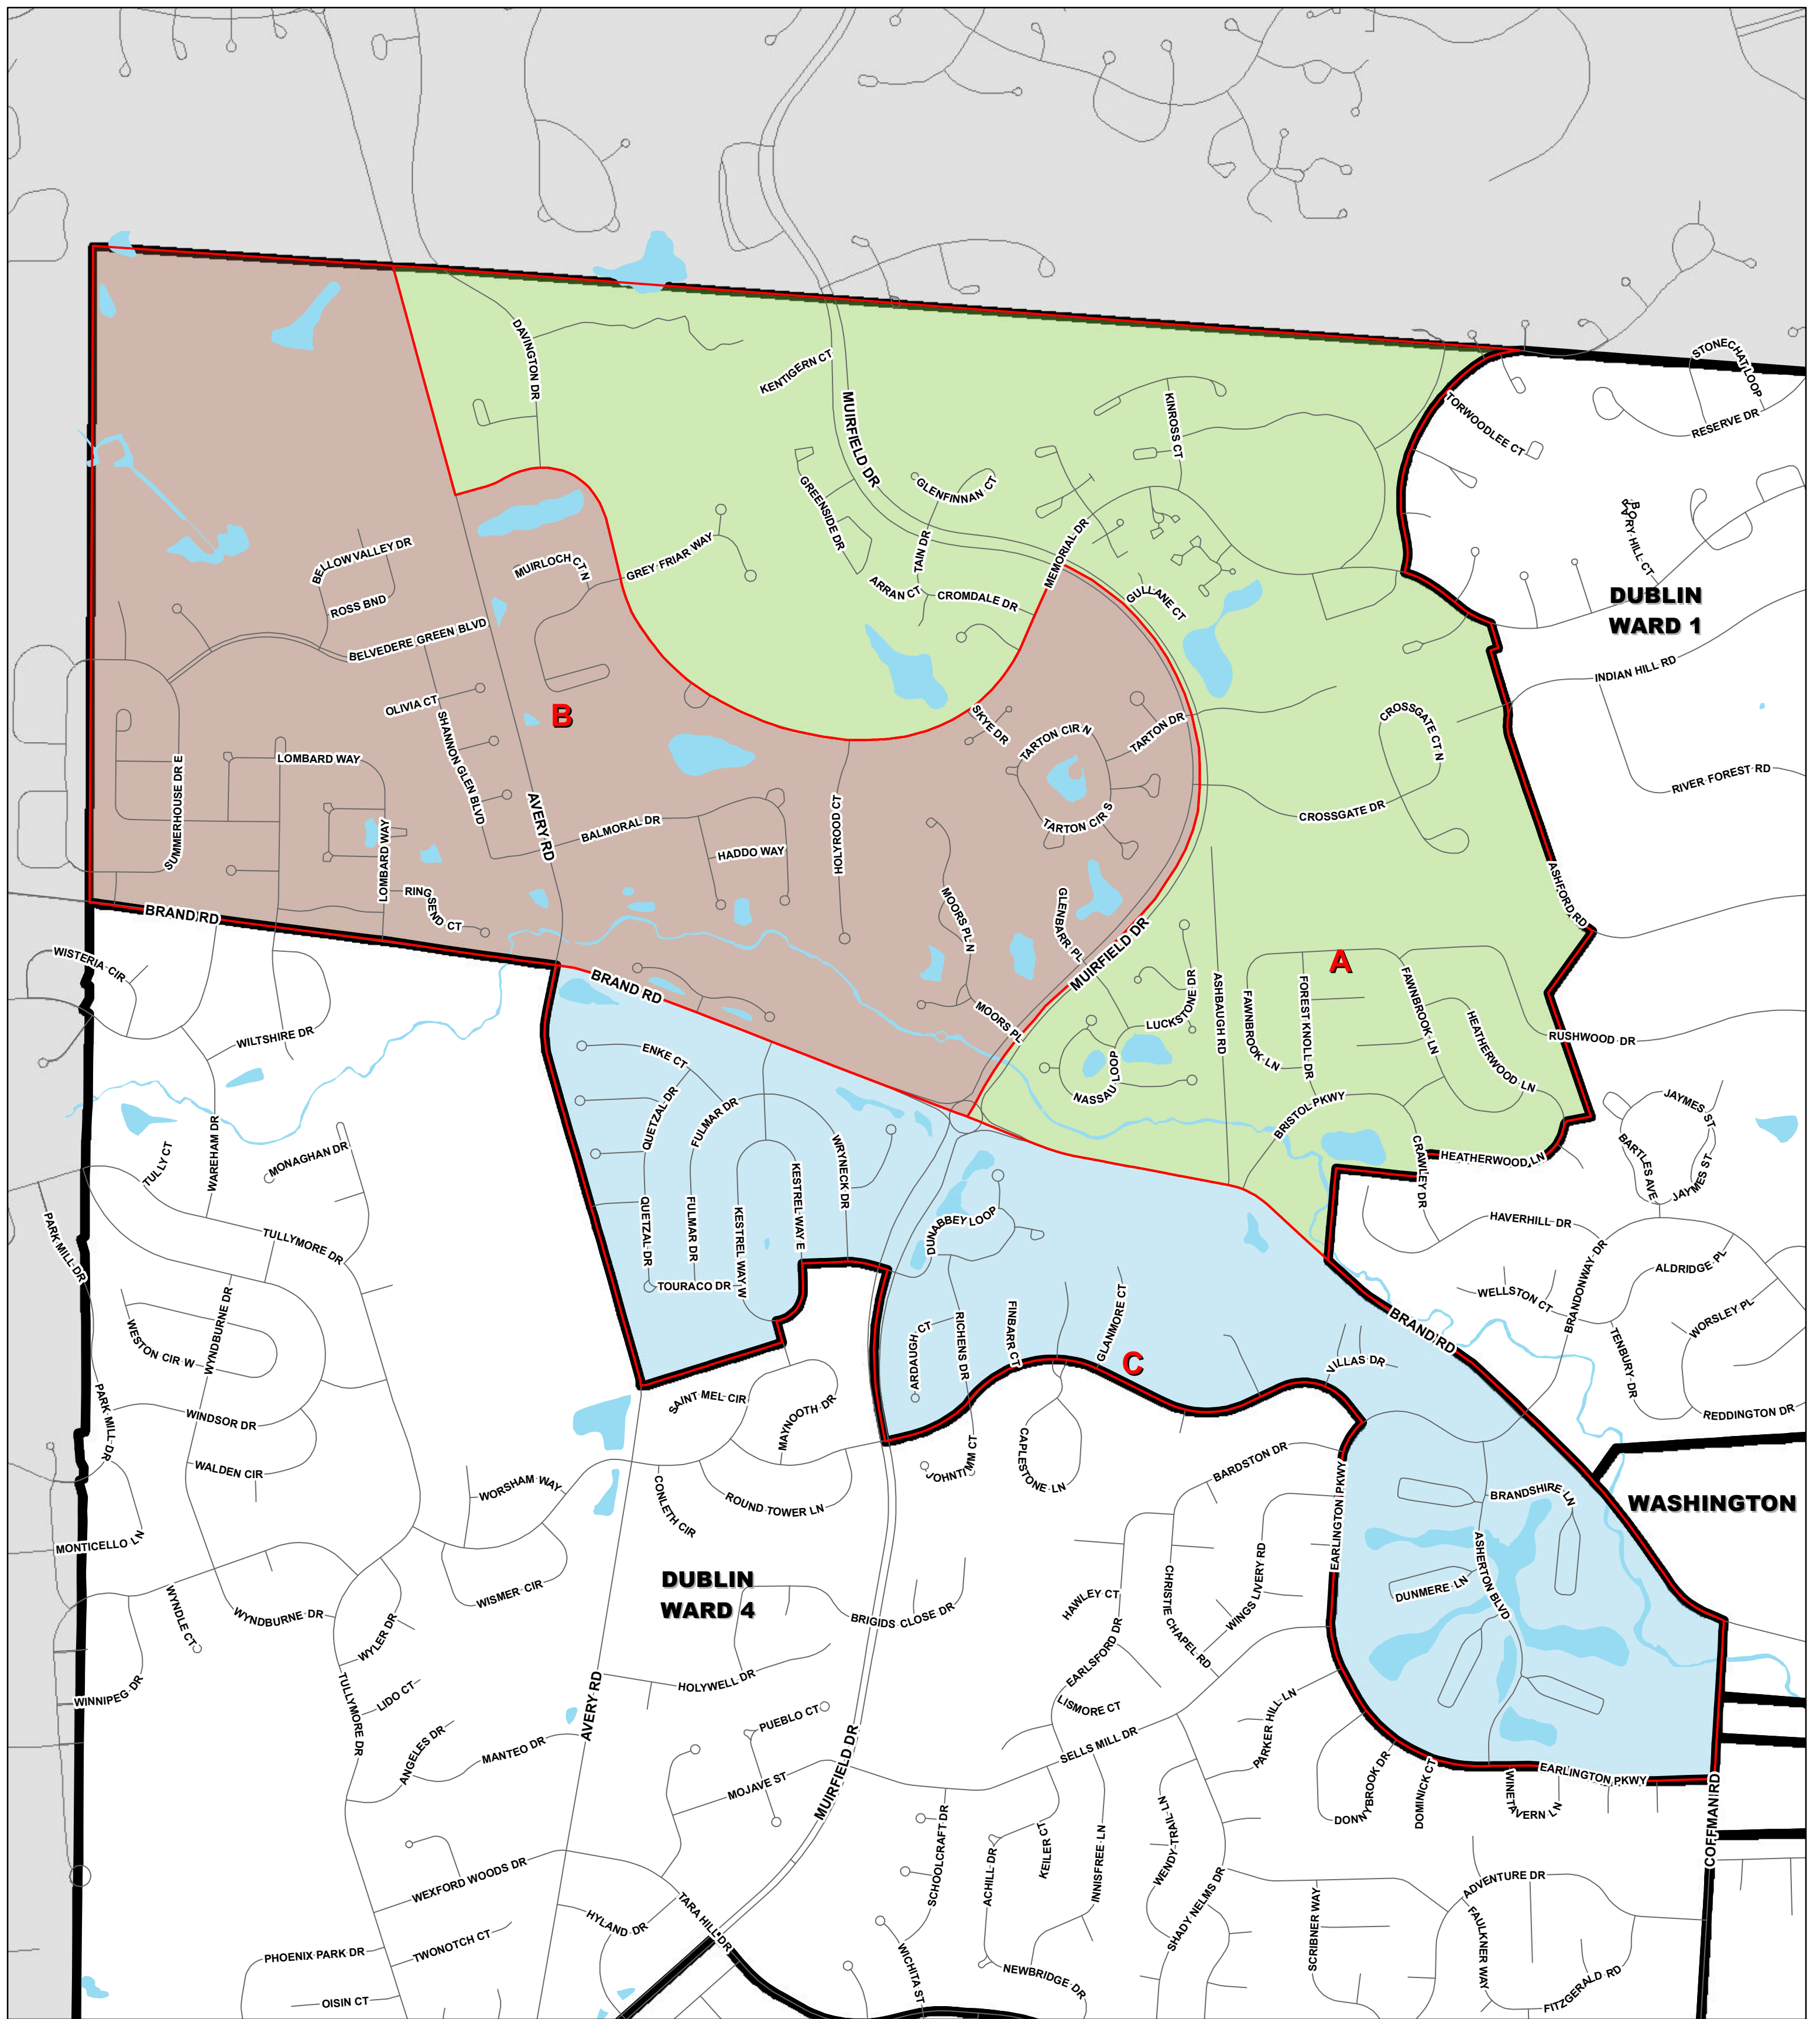 STONECHAT LOOP
DAVINGTON DR
KENTIGERN CT
MUIRFIELD DR
KINROSS CT
TORWOODLEE CT
RESERVE DR
GREENSIDE DR
GLENFINNAN CT
RORY HILL CT
TAIN DR
MEMORIAL DR
BELLOW VALLEY DR
MUIRLOCH CT N
GREY FRIAR WAY
ARRAN CT
CROMDALE DR
GULLANE CT
DUBLIN
WARD 1
ROSS BND
BELVEDERE GREEN BLVD
INDIAN HILL RD
OLIVIA CT
B
SKYE DR
TARTON CIR N
TARTON DR
CROSSGATE CT N
SHANNON GLEN BLVD
LOMBARD WAY
SUMMERHOUSE DR E
RIVER FOREST RD
AVERY RD
BALMORAL DR
HOLYROOD CT
TARTON CIR S
CROSSGATE DR
HADDO WAY
LOMBARD WAY
RINGSEND CT
MOORS PL N
GLENBARR PL
ASHFORD RD
BRAND RD
MUIRFIELD DR
A
WISTERIA CIR
BRAND RD
LUCKSTONE DR
ASHBAUGH RD
FAWNBROOK LN
FOREST KNOLL DR
FAWNBROOK LN
HEATHERWOOD LN
RUSHWOOD DR
MOORS PL
WILTSHIRE DR
ENKE CT
NASSAU LOOP
BRISTOL PKWY
JAYMES ST
QUETZAL DR
FULMAR DR
WRYNECK DR
CRAWLEY DR
HEATHERWOOD LN
BARTLES AVE
JAYMES ST
TULLY CT
WAREHAM DR
MONAGHAN DR
QUETZAL DR
FULMAR DR
KESTREL WAY W
KESTREL WAY E
DUNABBEY LOOP
HAVERHILL DR
PARK MILL DR
TULLYMORE DR
TOURACO DR
BRANDONWAY DR
ALDRIDGE PL
WELLSTON CT
WORSLEY PL
WESTON CIR W
WYNDBURNE DR
ARDAUGH CT
RICHENS DR
FINBARR CT
GLANMORE CT
C
VILLAS DR
BRAND RD
TENBURY DR
PARK MILL DR
WINDSOR DR
SAINT MEL CIR
MAYNOOTH DR
REDDINGTON DR
WALDEN CIR
JOHNTIMM CT
CAPLESTONE LN
BARDSTON DR
EARLINGTON PKWY
WORSHAM WAY
CONLETH CIR
ROUND TOWER LN
BRANDSHIRE LN
WASHINGTON
MONTICELLO LN
DUBLIN
WARD 4
WISMER CIR
WYNDLE CT
WYNDBURNE DR
WYLER DR
BRIGIDS CLOSE DR
HAWLEY CT
CHRISTIE CHAPEL RD
WINGS LIVERY RD
ASHERTON BLVD
DUNMERE LN
EARLSFORD DR
WINNIPEG DR
TULLYMORE DR
LIDO CT
HOLYWELL DR
AVERY RD
LISMORE CT
PARKER HILL LN
PUEBLO CT
ANGELES DR
MANTEO DR
MUIRFIELD DR
SELLS MILL DR
MOJAVE ST
DONNYBROOK DR
DOMINICK CT
WINETAVERN LN
EARLINGTON PKWY
COFFMAN RD
SCHOOLCRAFT DR
ACHILL DR
KEILER CT
INNISFREE LN
WENDY TRAIL LN
WEXFORD WOODS DR
TARA HILL DR
HYLAND DR
SHADY NELMS DR
SCRIBNER WAY
ADVENTURE DR
FAULKNER WAY
PHOENIX PARK DR
TWONOTCH CT
WICHITA ST
NEWBRIDGE DR
FITZGERALD RD
OISIN CT